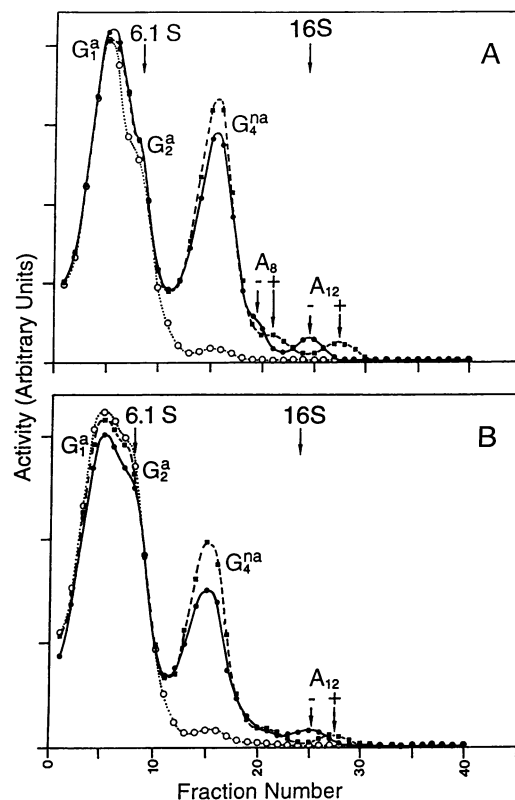 6.1 S
16S
A
G₁ᵃ
G₂ᵃ
G₄ⁿᵃ
A₈
- +
A₁₂
- +
6.1 S
16S
B
G₁ᵃ
G₂ᵃ
G₄ⁿᵃ
A₁₂
- +
Activity (Arbitrary Units)
0 10 20 30 40
Fraction Number